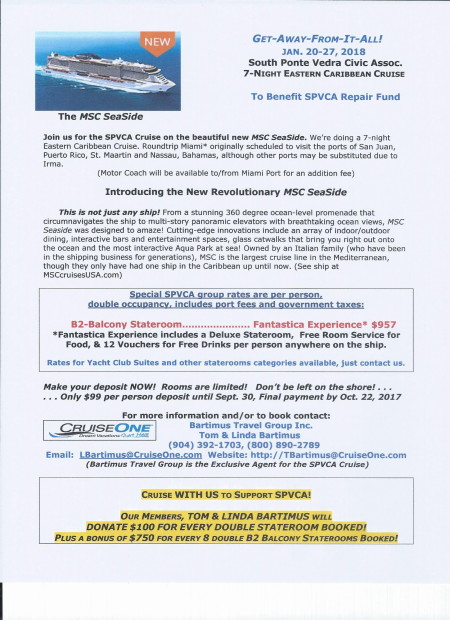 NEW
GET-AWAY-FROM-IT-ALL!
JAN. 20-27, 2018
South Ponte Vedra Civic Assoc.
7-NIGHT EASTERN CARIBBEAN CRUISE
To Benefit SPVCA Repair Fund
The MSC SeaSide
Join us for the SPVCA Cruise on the beautiful new MSC SeaSide. We're doing a 7-night
Eastern Caribbean Cruise. Roundtrip Miami* originally scheduled to visit the ports of San Juan,
Puerto Rico, St. Maartin and Nassau, Bahamas, although other ports may be substituted due to
Irma.
(Motor Coach will be available to/from Miami Port for an addition fee)
Introducing the New Revolutionary MSC SeaSide
This is not just any ship! From a stunning 360 degree ocean-level promenade that
circumnavigates the ship to multi-story panoramic elevators with breathtaking ocean views, MSC
Seaside was designed to amaze! Cutting-edge innovations include an array of indoor/outdoor
dining, interactive bars and entertainment spaces, glass catwalks that bring you right out onto
the ocean and the most interactive Aqua Park at sea! Owned by an Italian family (who have been
in the shipping business for generations), MSC is the largest cruise line in the Mediterranean,
though they only have had one ship in the Caribbean up until now. (See ship at
MSCcruisesUSA.com)
Special SPVCA group rates are per person,
double occupancy, includes port fees and government taxes:
B2-Balcony Stateroom...................... Fantastica Experience* $957
*Fantastica Experience includes a Deluxe Stateroom, Free Room Service for
Food, & 12 Vouchers for Free Drinks per person anywhere on the ship.
Rates for Yacht Club Suites and other staterooms categories available, just contact us.
Make your deposit NOW! Rooms are limited! Don't be left on the shore! . . .
. . . Only $99 per person deposit until Sept. 30, Final payment by Oct. 22, 2017
For more information and/or to book contact:
CRUISEONE
Dream Vacations Start Here
Bartimus Travel Group Inc.
Tom & Linda Bartimus
(904) 392-1703, (800) 890-2789
Email: LBartimus@CruiseOne.com Website: http://TBartimus@CruiseOne.com
(Bartimus Travel Group is the Exclusive Agent for the SPVCA Cruise)
CRUISE WITH US TO SUPPORT SPVCA!
OUR MEMBERS, TOM & LINDA BARTIMUS WILL
DONATE $100 FOR EVERY DOUBLE STATEROOM BOOKED!
PLUS A BONUS OF $750 FOR EVERY 8 DOUBLE B2 BALCONY STATEROOMS BOOKED!